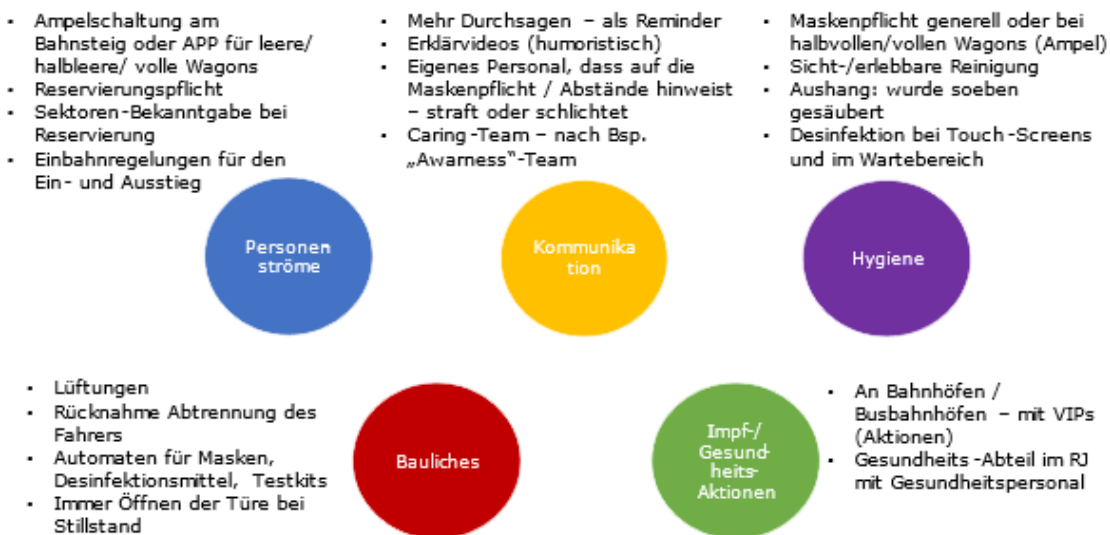 • Ampelschaltung am
Bahnsteig oder APP für leere/
halbleere/ volle Wagons
• Reservierungspflicht
• Sektoren-Bekanntgabe bei
Reservierung
• Einbahnregelungen für den
Ein- und Ausstieg
• Mehr Durchsagen – als Reminder
• Erklärvideos (humoristisch)
• Eigenes Personal, dass auf die
Maskenpflicht / Abstände hinweist
– straft oder schlichtet
• Caring-Team – nach Bsp.
„Awarness“-Team
• Maskenpflicht generell oder bei
halbvollen/vollen Wagons (Ampel)
• Sicht-/erlebbare Reinigung
• Aushang: wurde soeben
gesäubert
• Desinfektion bei Touch-Screens
und im Wartebereich
Personen
ströme
Kommunika
tion
Hygiene
• Lüftungen
• Rücknahme Abtrennung des
Fahrers
• Automaten für Masken,
Desinfektionsmittel, Testkits
• Immer Öffnen der Türe bei
Stillstand
Bauliches
Impf-/
Gesund-
heits-
Aktionen
• An Bahnhöfen /
Busbahnhöfen – mit VIPs
(Aktionen)
• Gesundheits-Abteil im RJ
mit Gesundheitspersonal